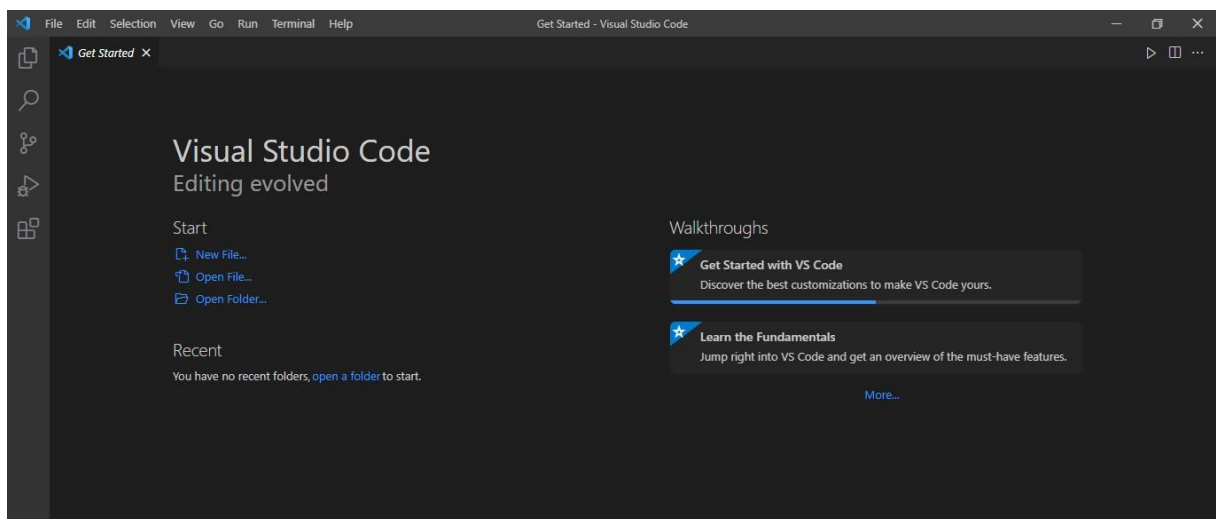 File Edit Selection View Go Run Terminal Help
Get Started - Visual Studio Code
Get Started
Visual Studio Code
Editing evolved
Start
New File...
Open File...
Open Folder...
Recent
You have no recent folders, open a folder to start.
Walkthroughs
Get Started with VS Code
Discover the best customizations to make VS Code yours.
Learn the Fundamentals
Jump right into VS Code and get an overview of the must-have features.
More...